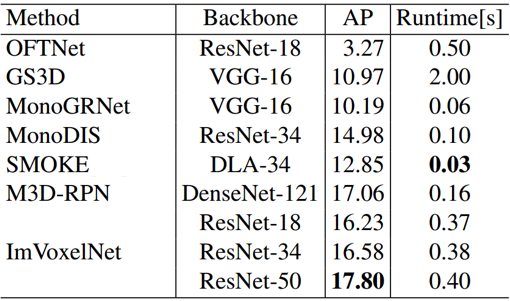 Method Backbone AP Runtime[s]
OFTNet ResNet-18 3.27 0.50
GS3D VGG-16 10.97 2.00
MonoGRNet VGG-16 10.19 0.06
MonoDIS ResNet-34 14.98 0.10
SMOKE DLA-34 12.85 0.03
M3D-RPN DenseNet-121 17.06 0.16
ResNet-18 16.23 0.37
ImVoxelNet ResNet-34 16.58 0.38
ResNet-50 17.80 0.40